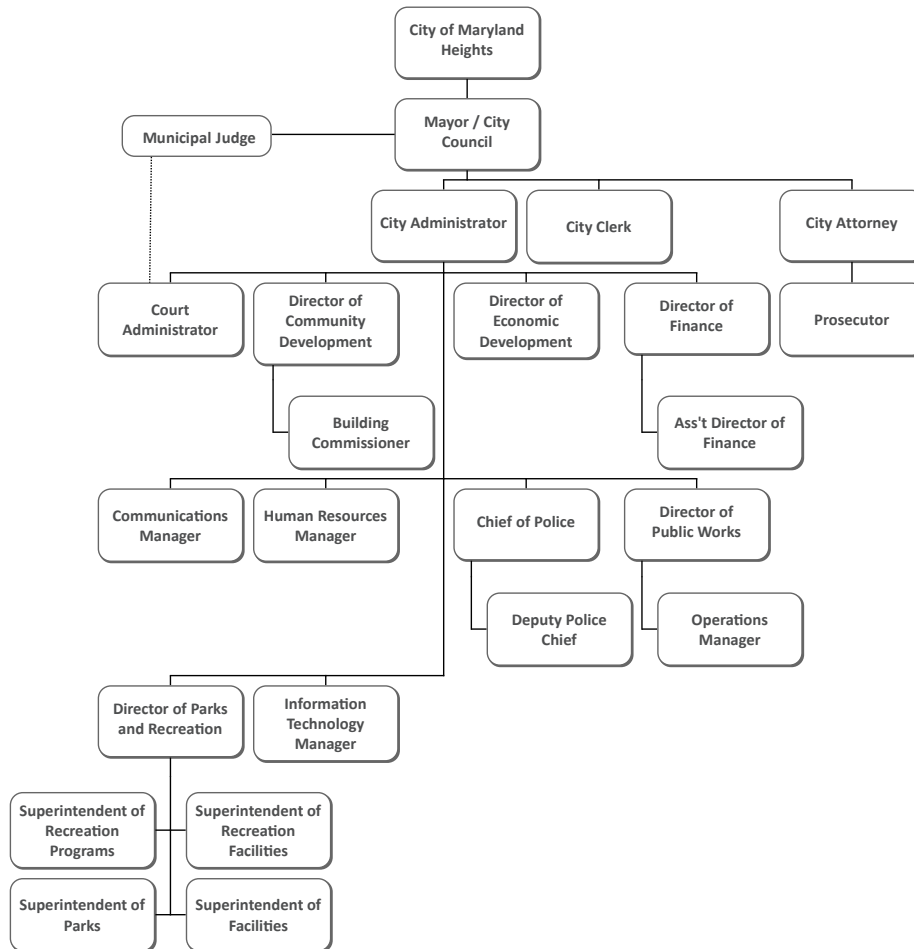 City of Maryland
Heights
Municipal Judge
Mayor / City
Council
City Administrator
City Clerk
City Attorney
Court
Administrator
Director of
Community
Development
Director of
Economic
Development
Director of
Finance
Prosecutor
Building
Commissioner
Ass't Director of
Finance
Communications
Manager
Human Resources
Manager
Chief of Police
Director of
Public Works
Deputy Police
Chief
Operations
Manager
Director of Parks
and Recreation
Information
Technology
Manager
Superintendent of
Recreation
Programs
Superintendent of
Recreation
Facilities
Superintendent of
Parks
Superintendent of
Facilities